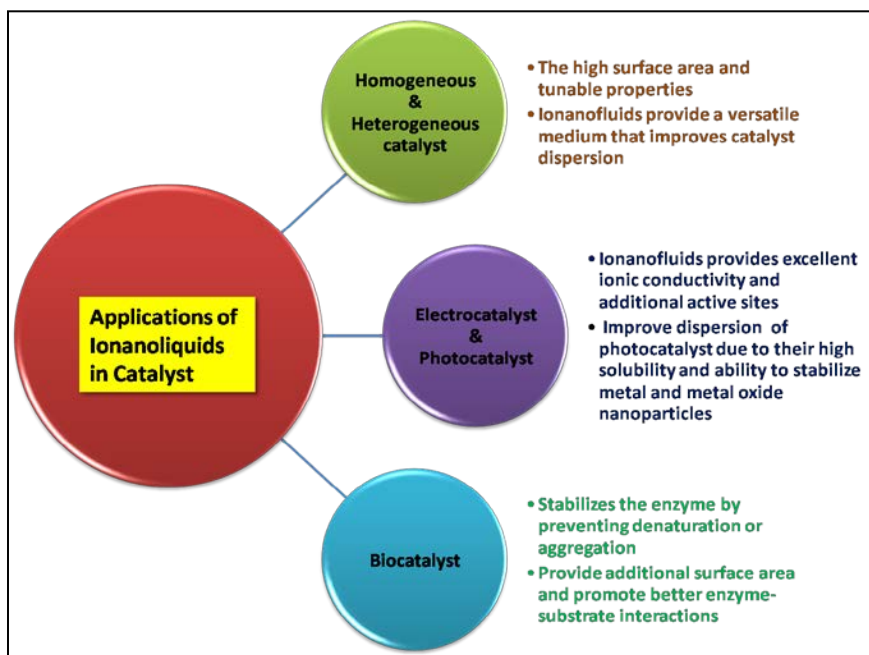 Homogeneous
&
Heterogeneous
catalyst
• The high surface area and
tunable properties
• Ionanofluids provide a versatile
medium that improves catalyst
dispersion
Applications of
Ionanoliquids
in Catalyst
Electrocatalyst
&
Photocatalyst
• Ionanofluids provides excellent
ionic conductivity and
additional active sites
• Improve dispersion of
photocatalyst due to their high
solubility and ability to stabilize
metal and metal oxide
nanoparticles
Biocatalyst
• Stabilizes the enzyme by
preventing denaturation or
aggregation
• Provide additional surface area
and promote better enzyme-
substrate interactions